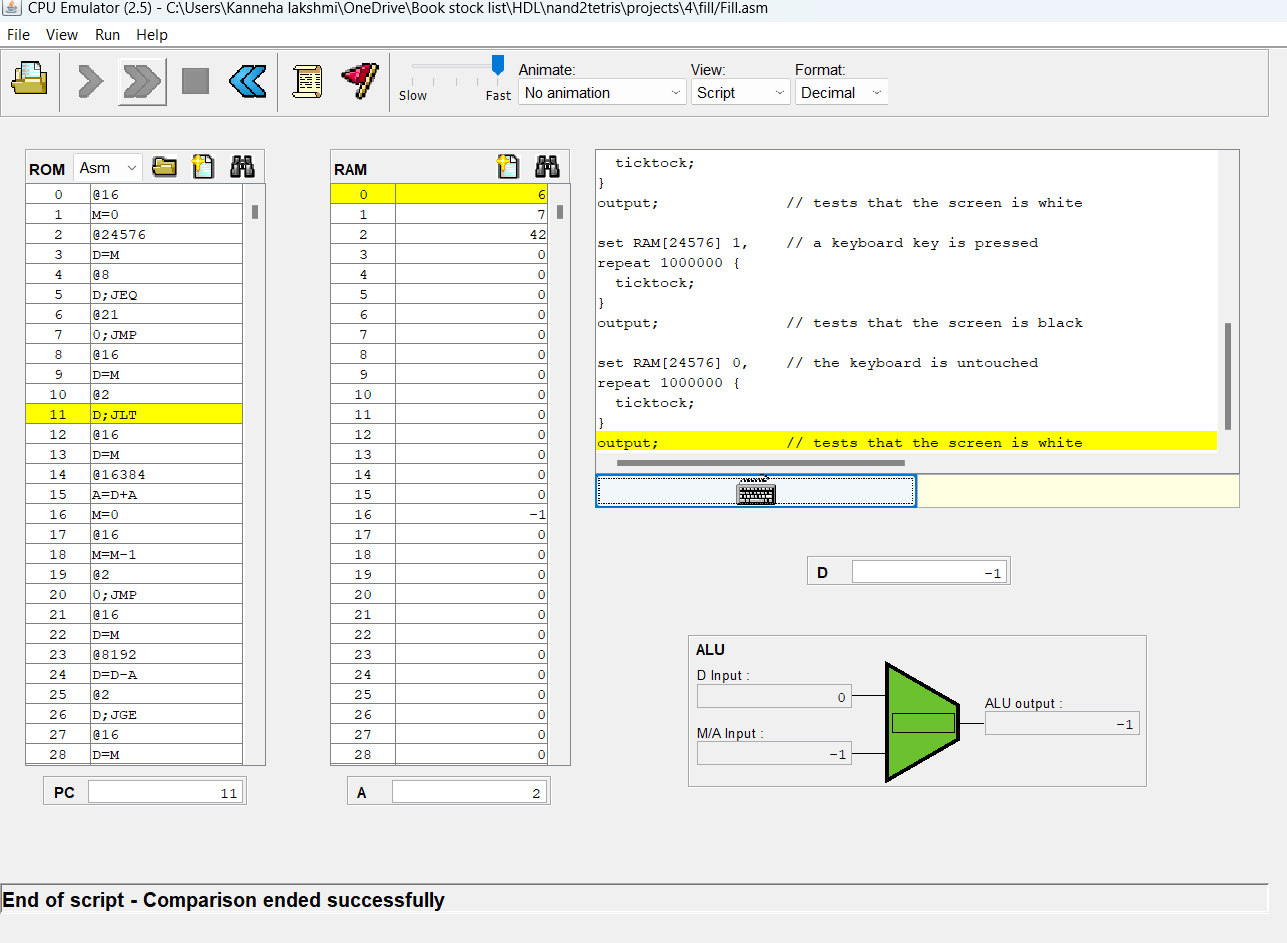 CPU Emulator (2.5) - C:\Users\Kanneha lakshmi\OneDrive\Book stock list\HDL\nand2tetris\projects\4\fill/Fill.asm
File View Run Help
Slow Fast
Animate:
No animation
View:
Script
Format:
Decimal
ROM Asm
0 @16
1 M=0
2 @24576
3 D=M
4 @8
5 D;JEQ
6 @21
7 0;JMP
8 @16
9 D=M
10 @2
11 D;JLT
12 @16
13 D=M
14 @16384
15 A=D+A
16 M=0
17 @16
18 M=M-1
19 @2
20 0;JMP
21 @16
22 D=M
23 @8192
24 D=D-A
25 @2
26 D;JGE
27 @16
28 D=M
PC 11
RAM
0 6
1 7
2 42
3 0
4 0
5 0
6 0
7 0
8 0
9 0
10 0
11 0
12 0
13 0
14 0
15 0
16 -1
17 0
18 0
19 0
20 0
21 0
22 0
23 0
24 0
25 0
26 0
27 0
28 0
A 2
ticktock;
}
output; // tests that the screen is white
set RAM[24576] 1, // a keyboard key is pressed
repeat 1000000 {
ticktock;
}
output; // tests that the screen is black
set RAM[24576] 0, // the keyboard is untouched
repeat 1000000 {
ticktock;
}
output; // tests that the screen is white
D -1
ALU
D Input :
0
M/A Input :
-1
ALU output :
-1
End of script - Comparison ended successfully